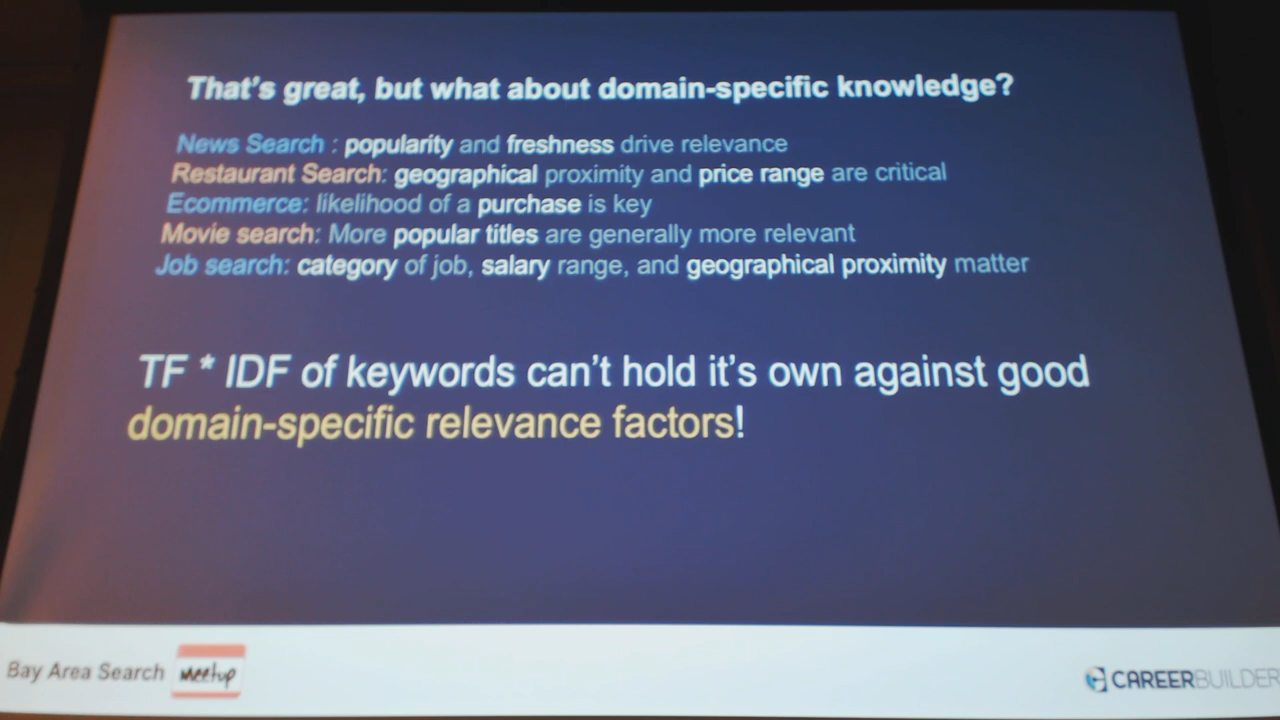 That's great, but what about domain-specific knowledge?
News Search : popularity and freshness drive relevance
Restaurant Search: geographical proximity and price range are critical
Ecommerce: likelihood of a purchase is key
Movie search: More popular titles are generally more relevant
Job search: category of job, salary range, and geographical proximity matter
TF * IDF of keywords can't hold it's own against good
domain-specific relevance factors!
Bay Area Search meetup
CAREERBUILDER